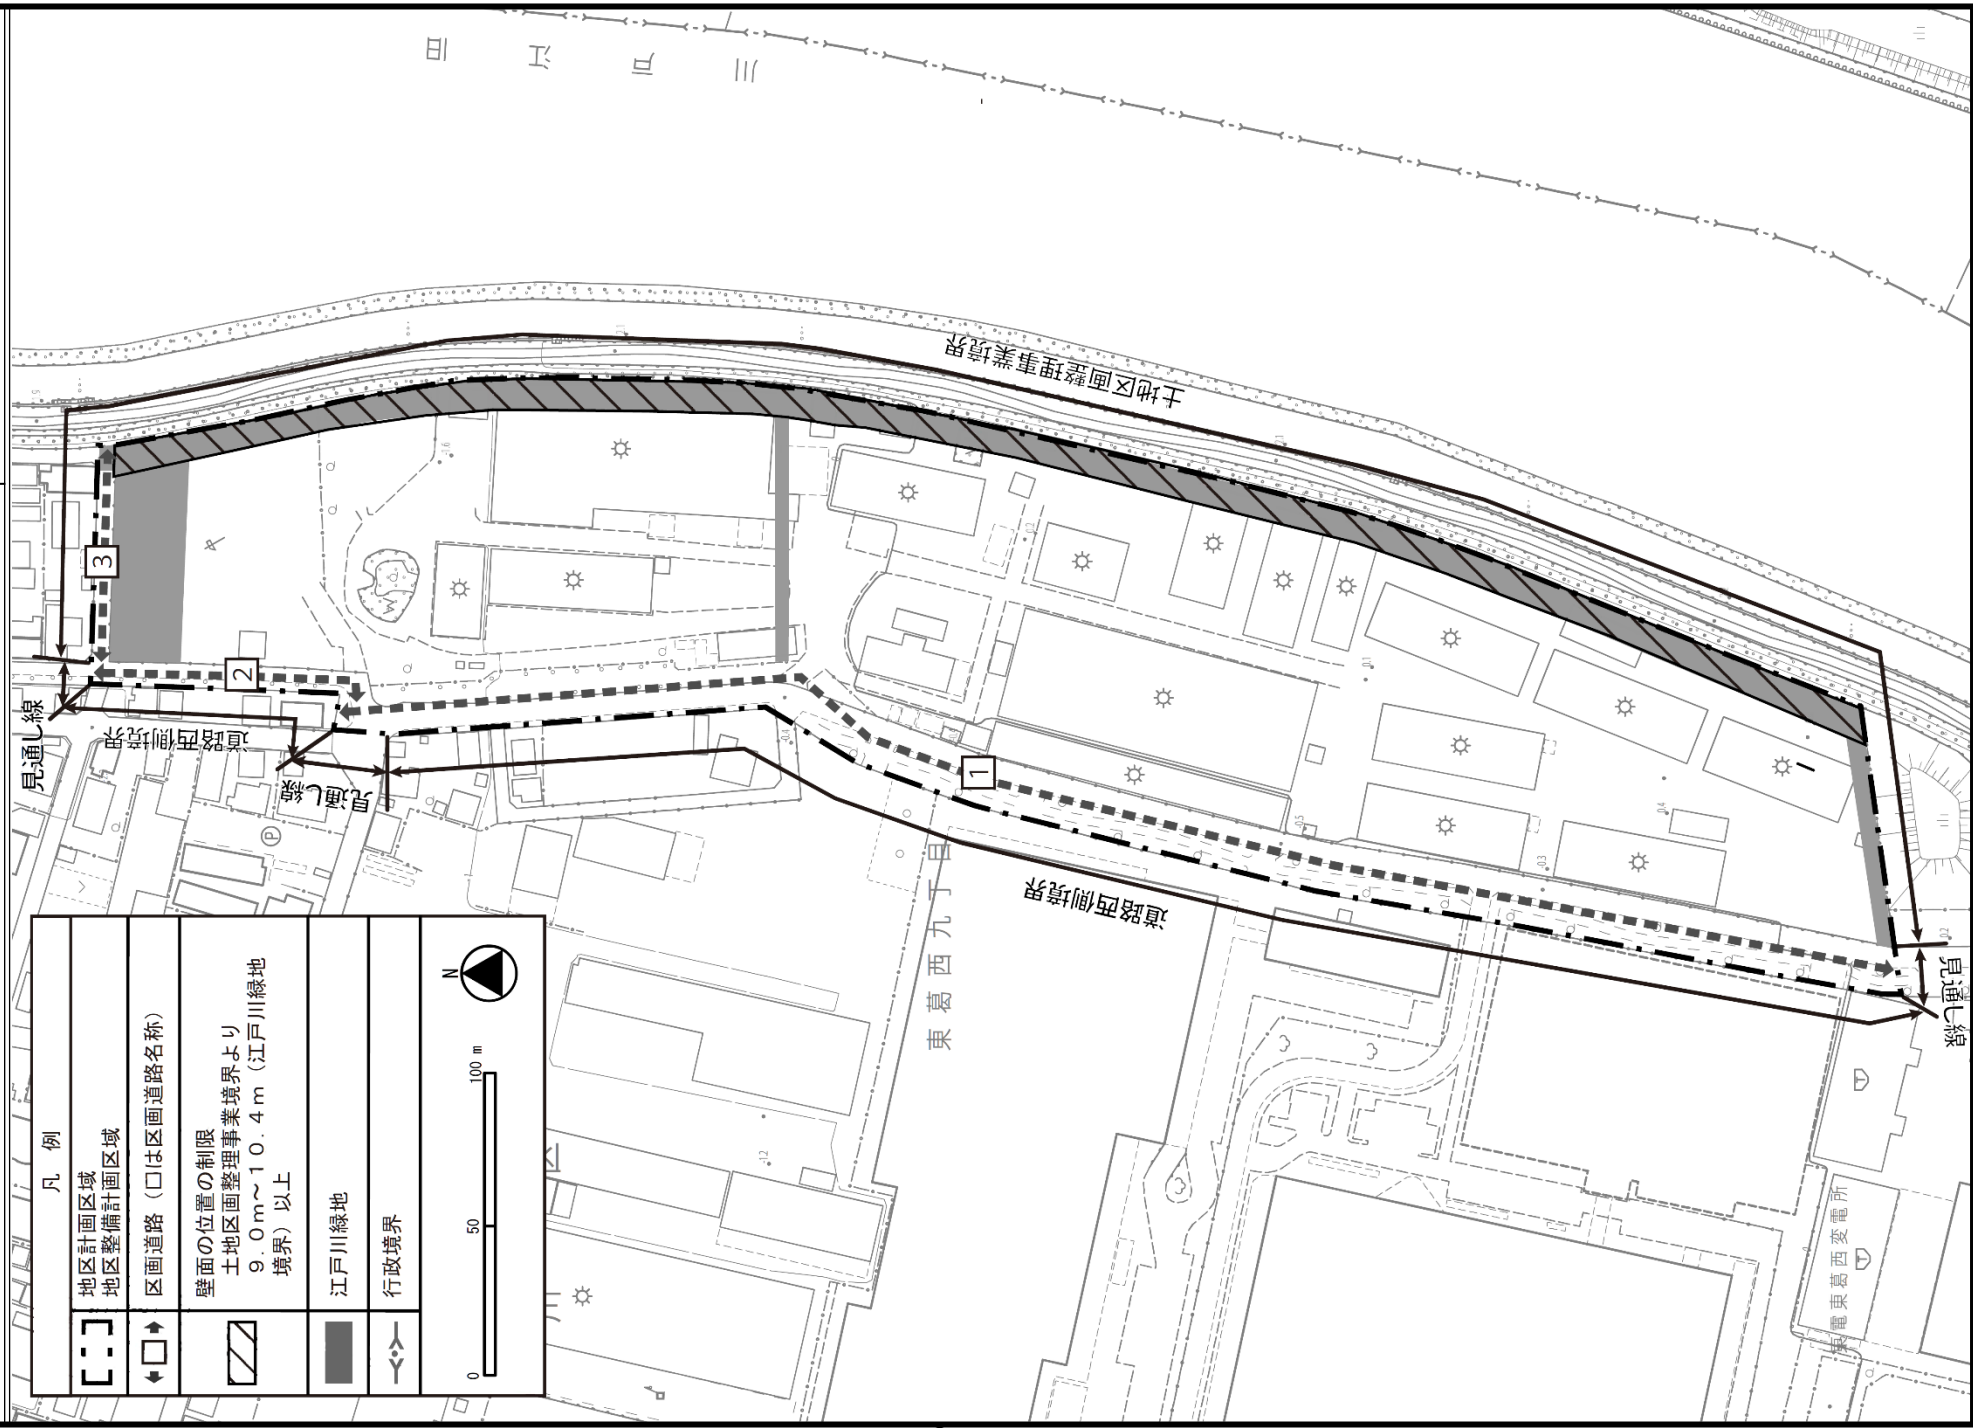 旧江戸川
土地区画整理事業境界
見通し線
道路西側境界
見通し線
道路西側境界
見通し線
3
2
1
P
東葛西九丁目
東電東葛西変電所
凡 例
地区計画区域
地区整備計画区域
区画道路（□は区画道路名称）
壁面の位置の制限
土地区画整理事業境界より
9.0m～10.4m（江戸川緑地
境界）以上
江戸川緑地
行政境界
N
0 50 100 m